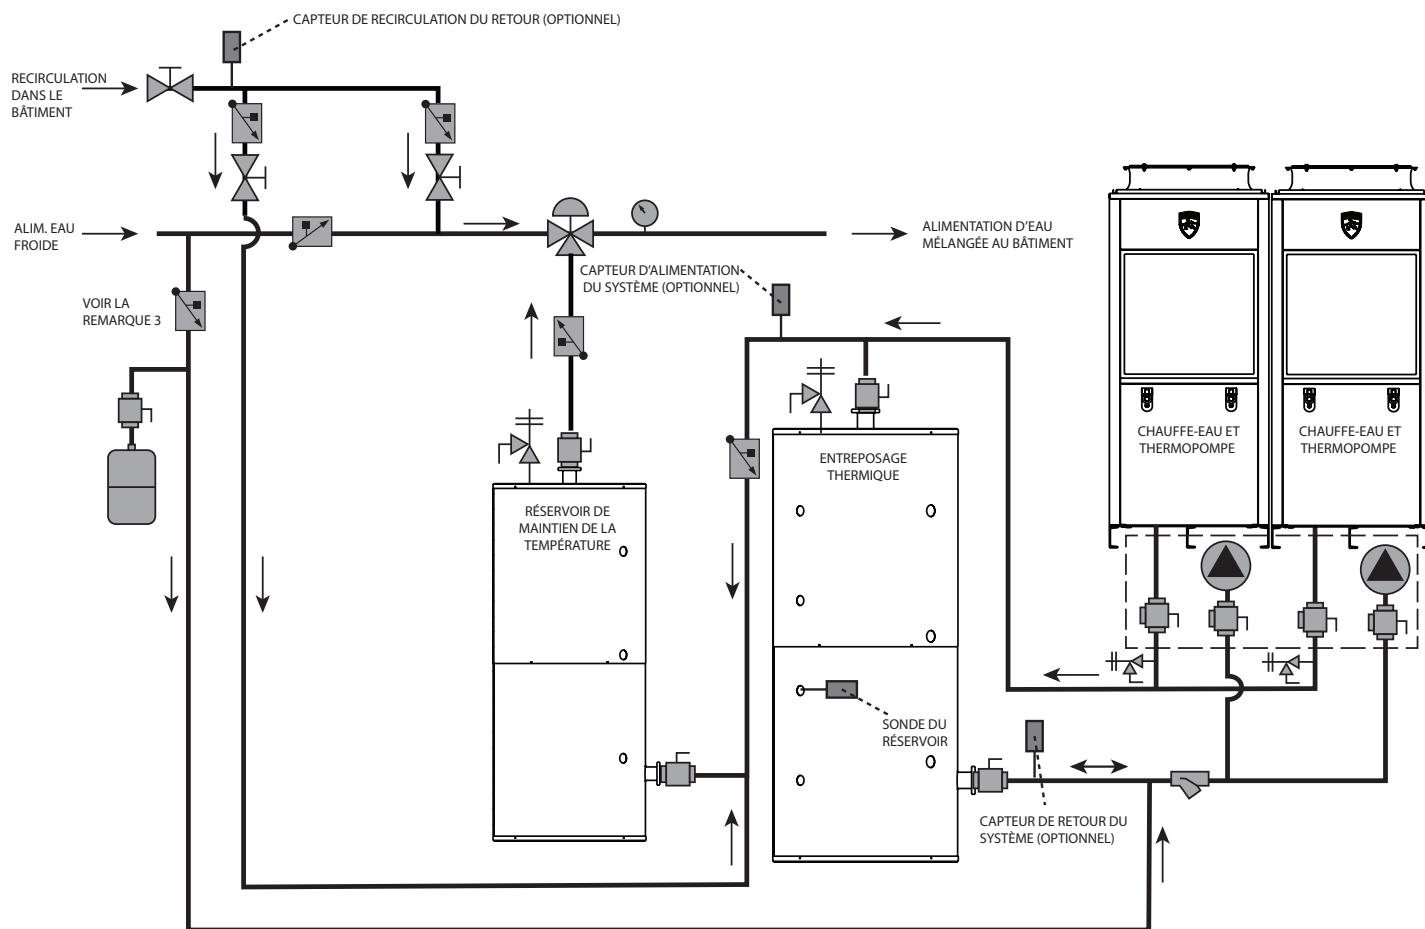 CAPTEUR DE RECIRCULATION DU RETOUR (OPTIONNEL)
RECIRCULATION
DANS LE
BÂTIMENT
ALIM. EAU
FROIDE
ALIMENTATION D'EAU
MÉLANGÉE AU BÂTIMENT
CAPTEUR D'ALIMENTATION
DU SYSTÈME (OPTIONNEL)
VOIR LA
REMARQUE 3
CHAUFFE-EAU ET
THERMOPOMPE
CHAUFFE-EAU ET
THERMOPOMPE
ENTREPOSAGE
THERMIQUE
RÉSERVOIR DE
MAINTIEN DE LA
TEMPÉRATURE
SONDE DU
RÉSERVOIR
CAPTEUR DE RETOUR DU
SYSTÈME (OPTIONNEL)